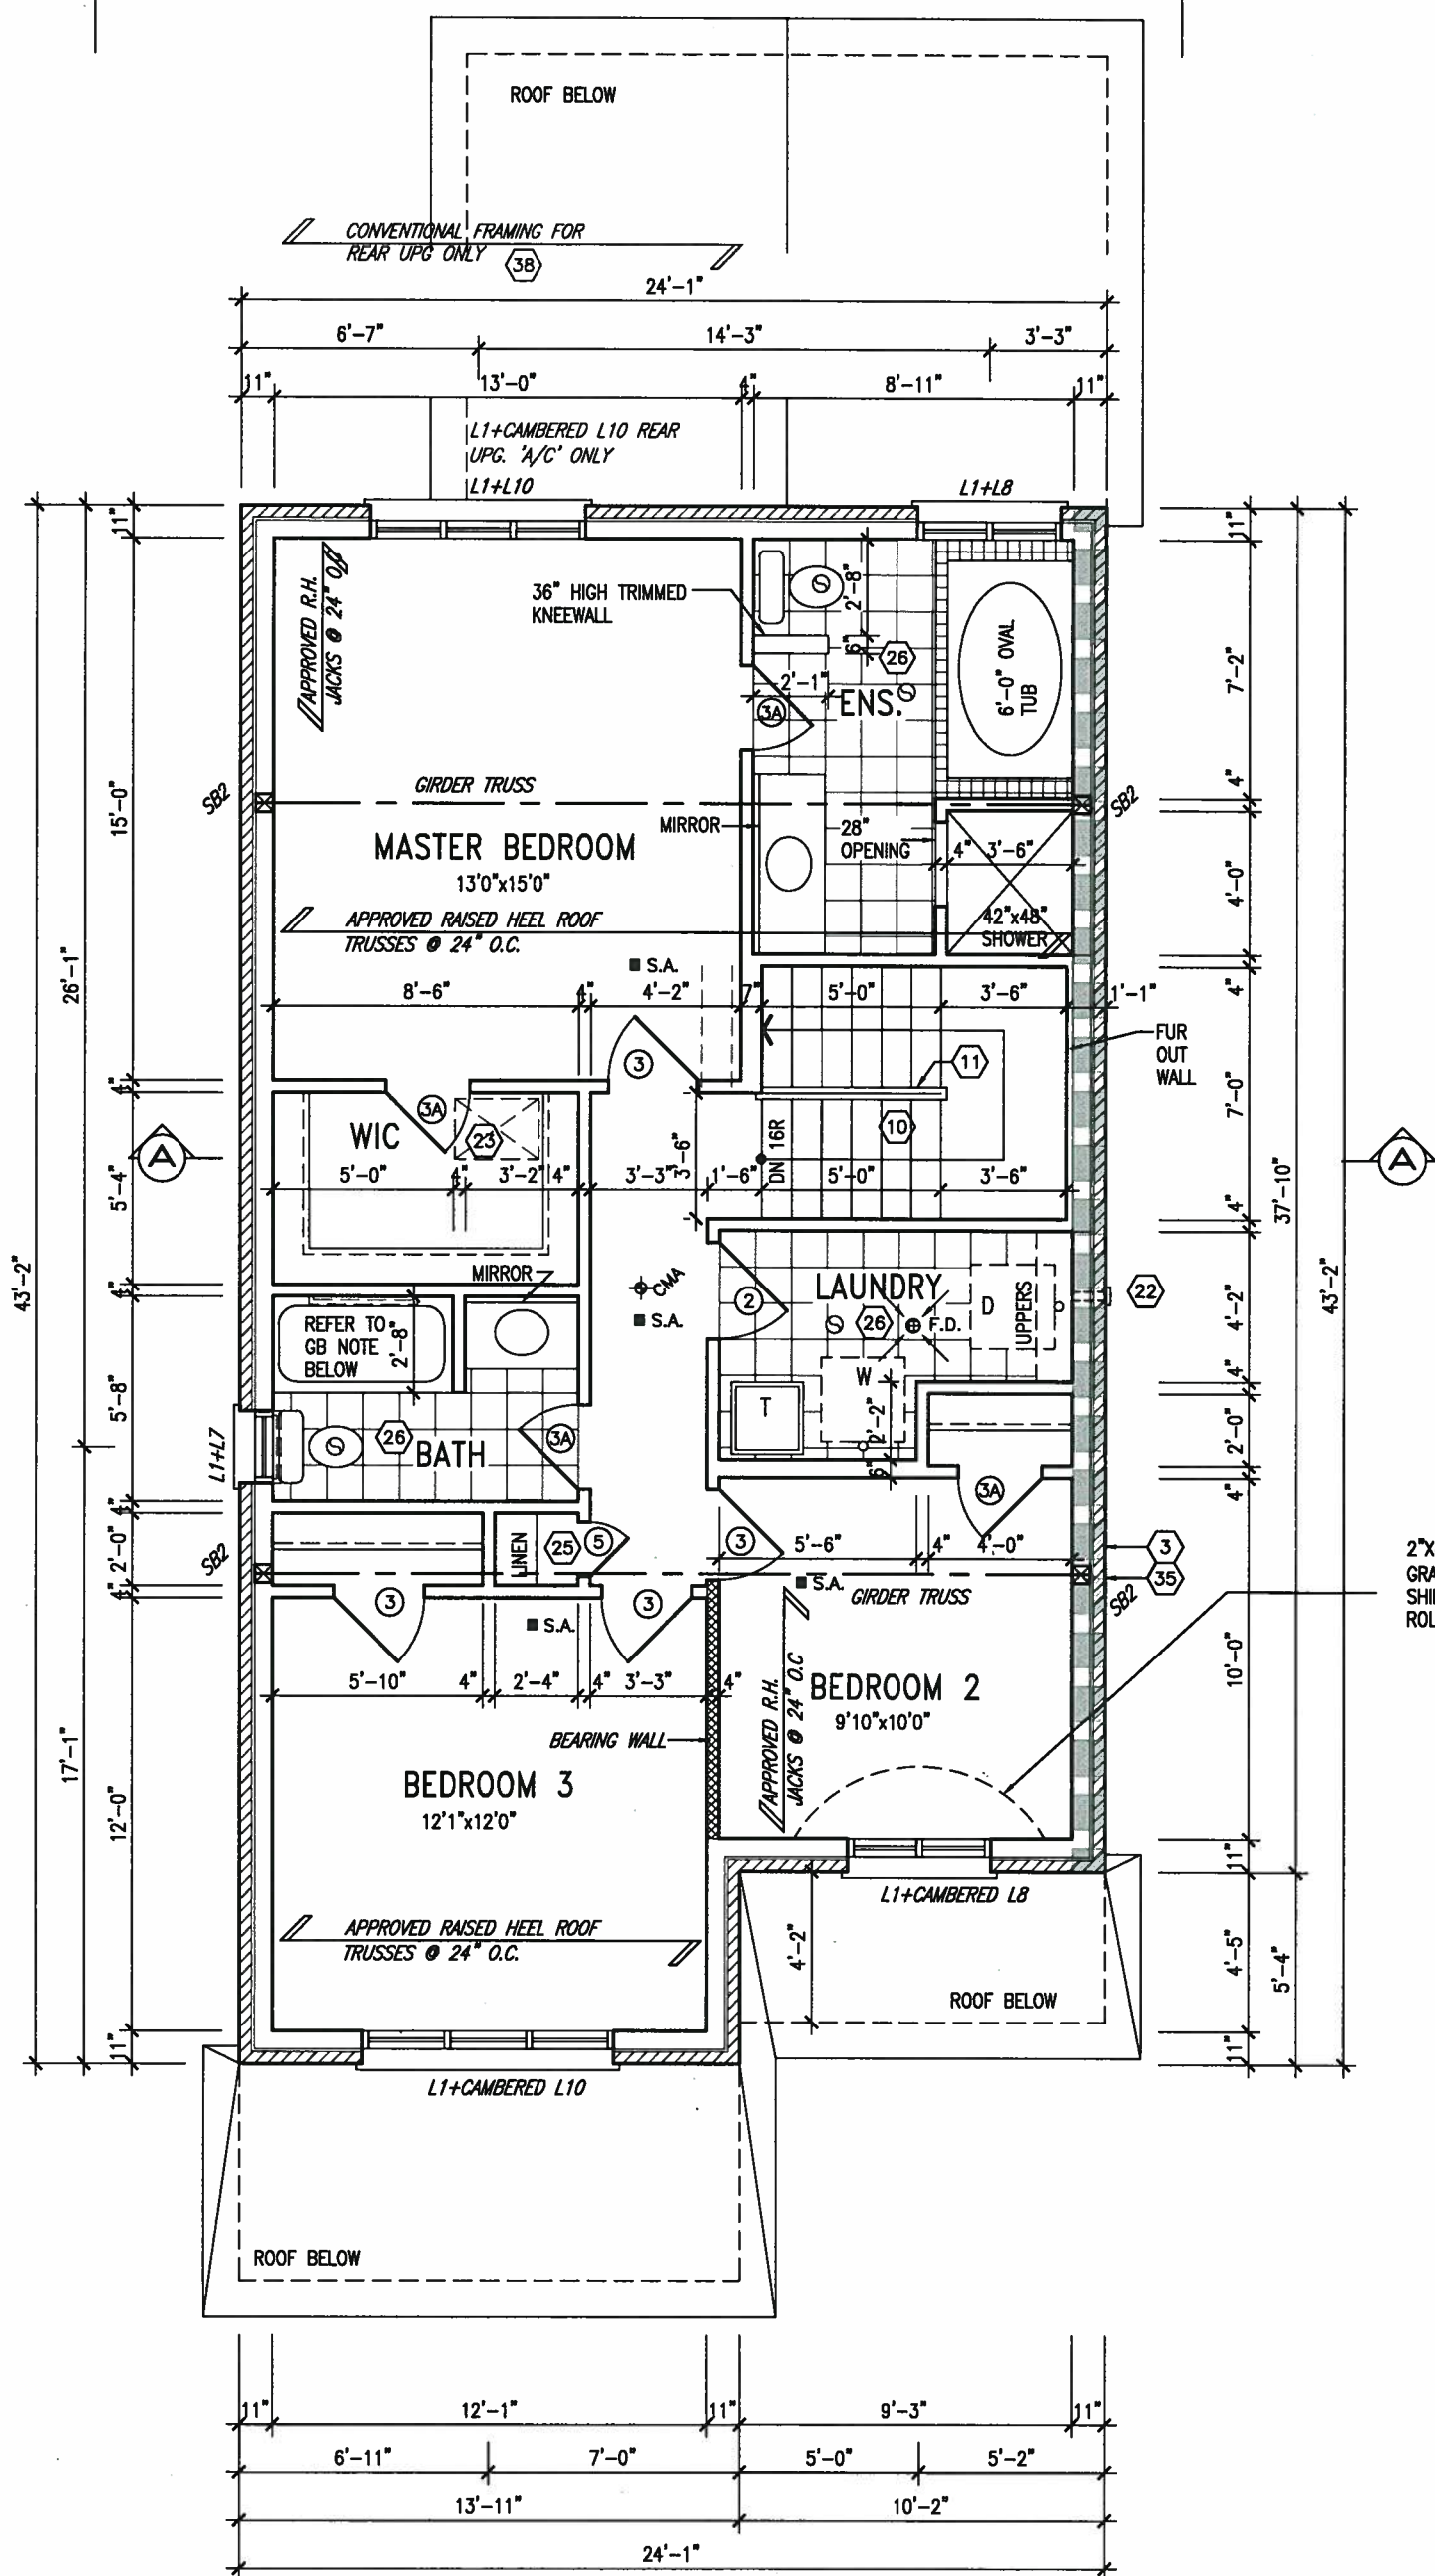 ROOF BELOW
CONVENTIONAL FRAMING FOR
REAR UPG ONLY
38
24'-1"
6'-7" 14'-3" 3'-3"
11" 13'-0" 4" 8'-11" 11"
L1+CAMBERED L10 REAR
UPG. 'A/C' ONLY
L1+L10
L1+L8
11"
11"
APPROVED R.H.
JACKS @ 24" O.C
36" HIGH TRIMMED
KNEEWALL
2'-8"
6"
26
2'-1"
3A
ENS.
6'-0" OVAL
TUB
7'-2"
4"
SB2
GIRDER TRUSS
SB2
15'-0"
MASTER BEDROOM
13'0"x15'0"
MIRROR
28"
OPENING
4" 3'-6"
4'-0"
APPROVED RAISED HEEL ROOF
TRUSSES @ 24" O.C.
42"x48"
SHOWER
S.A.
26'-1"
8'-6" 4" 4'-2" 7" 5'-0" 3'-6" 1'-1"
4"
FUR
OUT
WALL
3
11
4"
3A
WIC
23
10
DN 16R
3'-6"
7'-0"
A
A
5'-4"
5'-0" 4" 3'-2" 4" 3'-3" 1'-6" 5'-0" 3'-6"
4"
37'-10"
43'-2"
43'-2"
4"
MIRROR
CMA
S.A.
2
LAUNDRY
26
F.D.
D
UPPERS
22
4'-2"
REFER TO
GB NOTE
BELOW
2'-8"
5'-8"
W
T
2'-2"
6"
4"
2'-0"
4"
L1+L7
26
BATH
3A
3A
4"
2'-0"
4"
SB2
LINEN
25
5
3
5'-6" 4" 4'-0"
3
35
SB2
S.A.
GIRDER TRUSS
2"X
GRA
SHI
ROL
3
3
S.A.
5'-10" 4" 2'-4" 4" 3'-3" 4"
APPROVED R.H.
JACKS @ 24" O.C
BEDROOM 2
9'10"x10'0"
10'-0"
BEARING WALL
17'-1"
12'-0"
BEDROOM 3
12'1"x12'0"
11"
L1+CAMBERED L8
APPROVED RAISED HEEL ROOF
TRUSSES @ 24" O.C.
4'-2"
ROOF BELOW
4'-5"
5'-4"
11"
11"
L1+CAMBERED L10
ROOF BELOW
11" 12'-1" 11" 9'-3" 11"
6'-11" 7'-0" 5'-0" 5'-2"
13'-11" 10'-2"
24'-1"